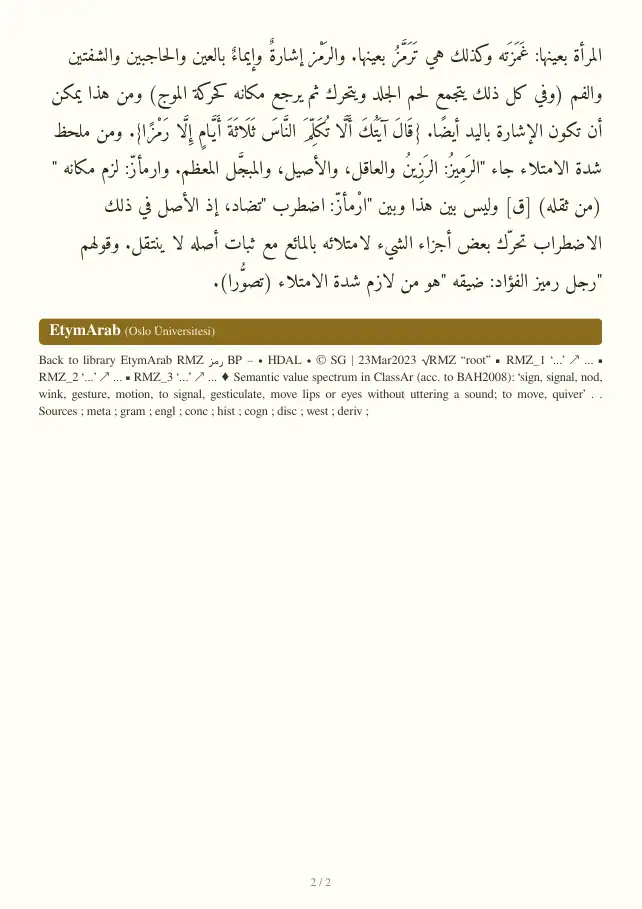 المرأة بعينها: غَمَزَته وكذلك هي تَرَمَّزُ بعينها. والرَمْز إشارةٌ وإيماءٌ بالعين والحاجبين والشفتين
والفم (وفي كل ذلك يتجمع لحم الجلد ويتحرك ثم يرجع مكانه كحركة الموج) ومن هذا يمكن
أن تكون الإشارة باليد أيضًا. {قَالَ آيَتُكَ أَلَّا تُكَلِّمَ النَّاسَ ثَلَاثَةَ أَيَّامٍ إِلَّا رَمْزًا}. ومن ملحظ
شدة الامتلاء جاء "الرَمِيزُ: الرَزِينُ والعاقل، والأصيل، والمبجَّل المعظم. وارمأزّ: لزم مكانه "
(من ثقله) [ق] وليس بين هذا وبين "ارْمأزّ: اضطرب "تضاد، إذ الأصل في ذلك
الاضطراب تحرّك بعض أجزاء الشيء لامتلائه بالمائع مع ثبات أصله لا ينتقل. وقولهم
"رجل رميز الفؤاد: ضيقه "هو من لازم شدة الامتلاء (تصوُّرا).
EtymArab (Oslo Üniversitesi)
Back to library EtymArab RMZ رمز BP – • HDAL • © SG | 23Mar2023 √RMZ “root” ▪ RMZ_1 ‘...’ ↗ ... ▪
RMZ_2 ‘...’ ↗ ... ▪ RMZ_3 ‘...’ ↗ ... ♦ Semantic value spectrum in ClassAr (acc. to BAH2008): ‘sign, signal, nod,
wink, gesture, motion, to signal, gesticulate, move lips or eyes without uttering a sound; to move, quiver’ . .
Sources ; meta ; gram ; engl ; conc ; hist ; cogn ; disc ; west ; deriv ;
2 / 2